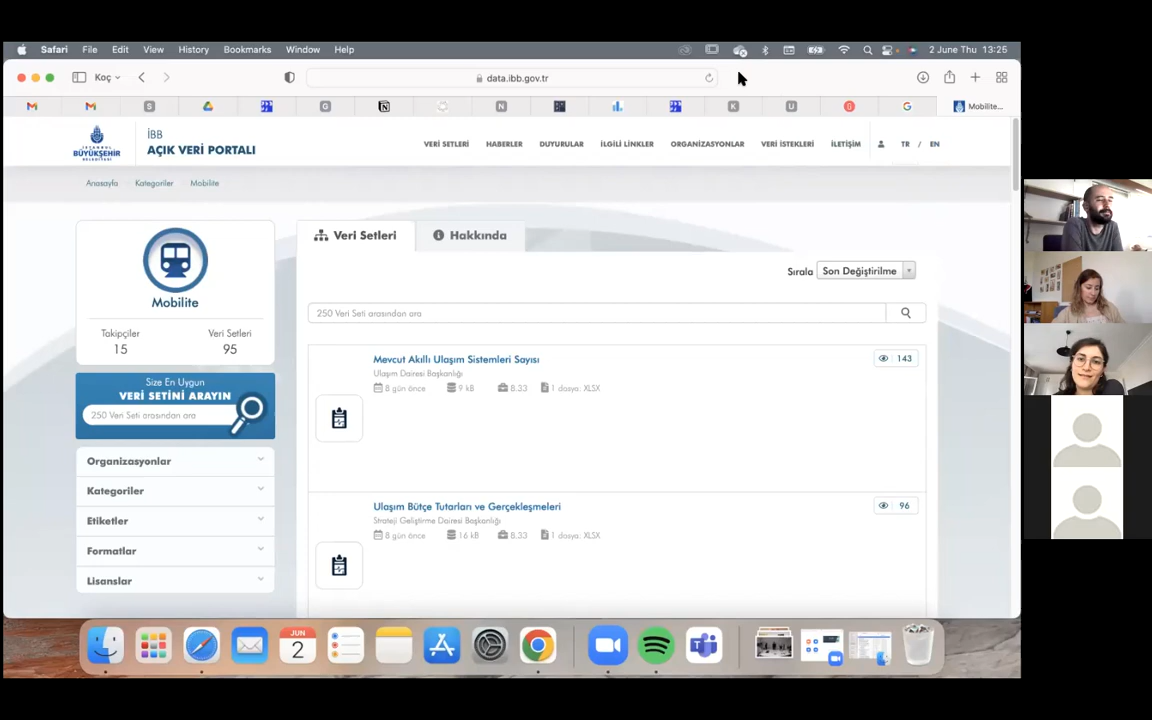 Safari File Edit View History Bookmarks Window Help 2 June Thu 13:25
Koç data.ibb.gov.tr
Mobilite...
İSTANBUL BÜYÜKŞEHİR BELEDİYESİ
İBB
AÇIK VERİ PORTALI
VERİ SETLERİ HABERLER DUYURULAR İLGİLİ LİNKLER ORGANİZASYONLAR VERİ İSTEKLERİ İLETİŞİM TR / EN
Anasayfa Kategoriler Mobilite
Mobilite
Takipçiler Veri Setleri
15 95
Size En Uygun
VERİ SETİNİ ARAYIN
250 Veri Seti arasından ara
Organizasyonlar
Kategoriler
Etiketler
Formatlar
Lisanslar
Veri Setleri Hakkında
Sırala Son Değiştirilme
250 Veri Seti arasından ara
Mevcut Akıllı Ulaşım Sistemleri Sayısı 143
Ulaşım Dairesi Başkanlığı
8 gün önce 9 kB 8.33 1 dosya. XLSX
Ulaşım Bütçe Tutarları ve Gerçekleşmeleri 96
Strateji Geliştirme Dairesi Başkanlığı
8 gün önce 16 kB 8.33 1 dosya. XLSX
JUN
2